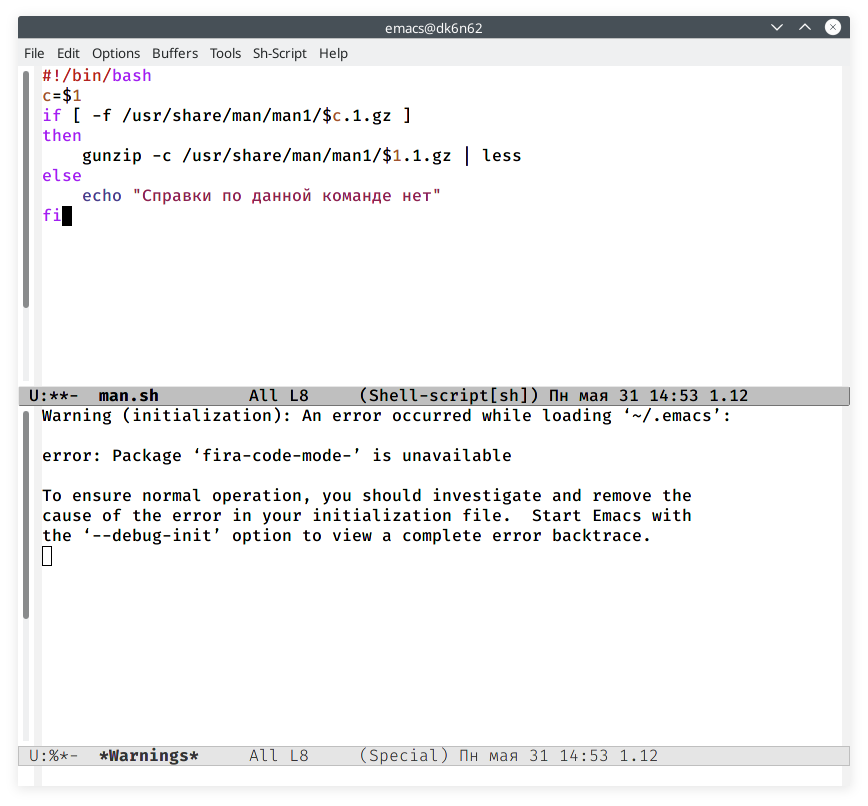 emacs@dk6n62
File Edit Options Buffers Tools Sh-Script Help
#!/bin/bash
c=$1
if [ -f /usr/share/man/man1/$c.1.gz ]
then
    gunzip -c /usr/share/man/man1/$1.1.gz | less
else
    echo "Справки по данной команде нет"
fi
U:**-  man.sh         All L8     (Shell-script[sh]) Пн мая 31 14:53 1.12
Warning (initialization): An error occurred while loading ‘~/.emacs’:
error: Package ‘fira-code-mode-’ is unavailable
To ensure normal operation, you should investigate and remove the
cause of the error in your initialization file.  Start Emacs with
the ‘--debug-init’ option to view a complete error backtrace.
U:%*-  *Warnings*     All L8     (Special) Пн мая 31 14:53 1.12